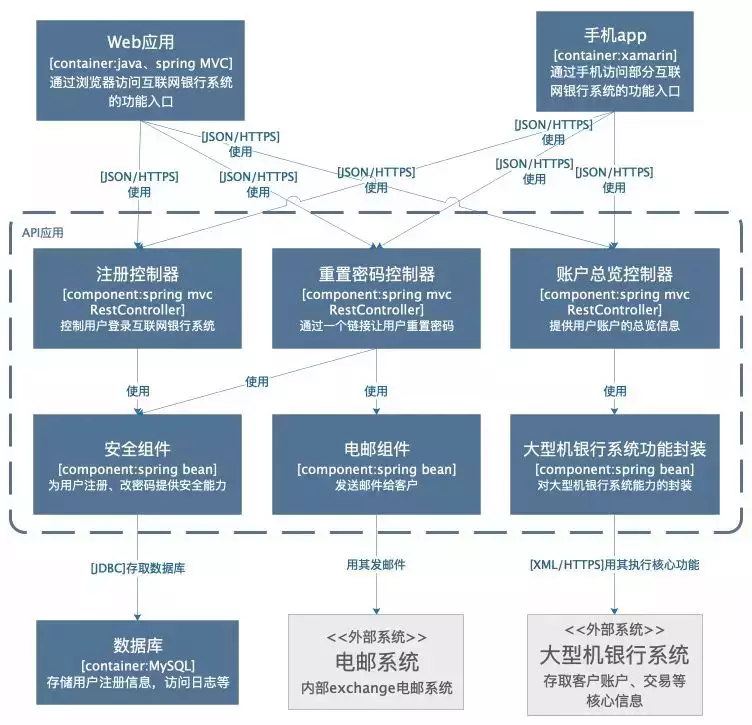 Web应用
[container:java、spring MVC]
通过浏览器访问互联网银行系统
的功能入口
手机app
[container:xamarin]
通过手机访问部分互联
网银行系统的功能入口
[JSON/HTTPS]
使用
[JSON/HTTPS]
使用
[JSON/HTTPS]
使用
[JSON/HTTPS]
使用
[JSON/HTTPS]
使用
[JSON/HTTPS]
使用
[JSON/HTTPS]
使用
API应用
注册控制器
[component:spring mvc
RestController]
控制用户登录互联网银行系统
重置密码控制器
[component:spring mvc
RestController]
通过一个链接让用户重置密码
账户总览控制器
[component:spring mvc
RestController]
提供用户账户的总览信息
使用
使用
使用
使用
安全组件
[component:spring bean]
为用户注册、改密码提供安全能力
电邮组件
[component:spring bean]
发送邮件给客户
大型机银行系统功能封装
[component:spring bean]
对大型机银行系统能力的封装
[JDBC]存取数据库
用其发邮件
[XML/HTTPS]用其执行核心功能
数据库
[container:MySQL]
存储用户注册信息，访问日志等
<<外部系统>>
电邮系统
内部exchange电邮系统
<<外部系统>>
大型机银行系统
存取客户账户、交易等
核心信息